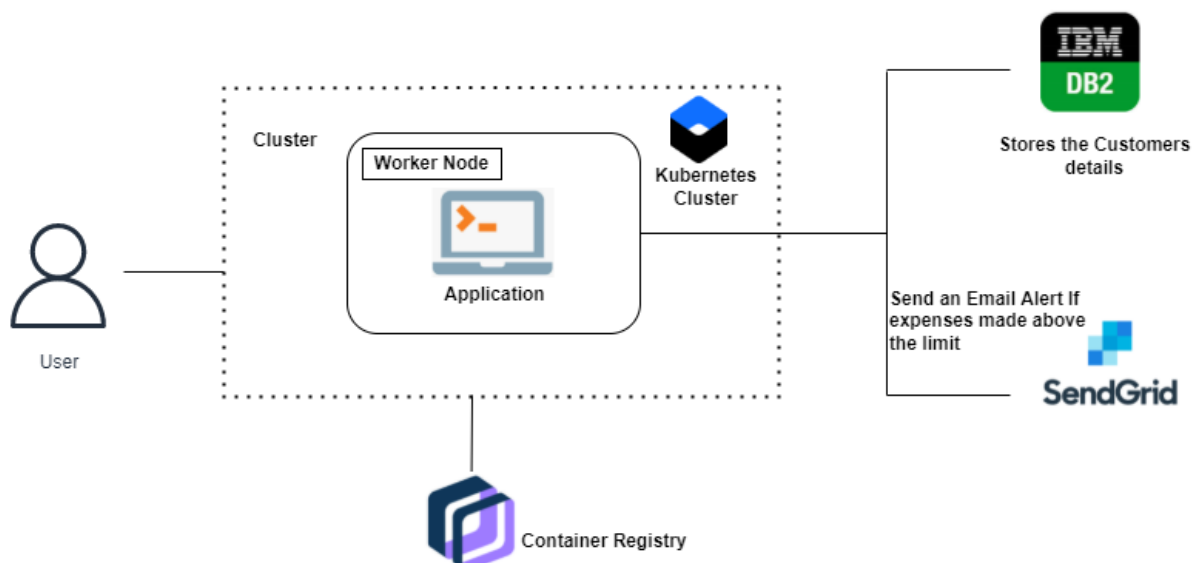 IBM
DB2
Stores the Customers
details
Cluster
Worker Node
Kubernetes
Cluster
Application
User
Send an Email Alert If
expenses made above
the limit
SendGrid
Container Registry